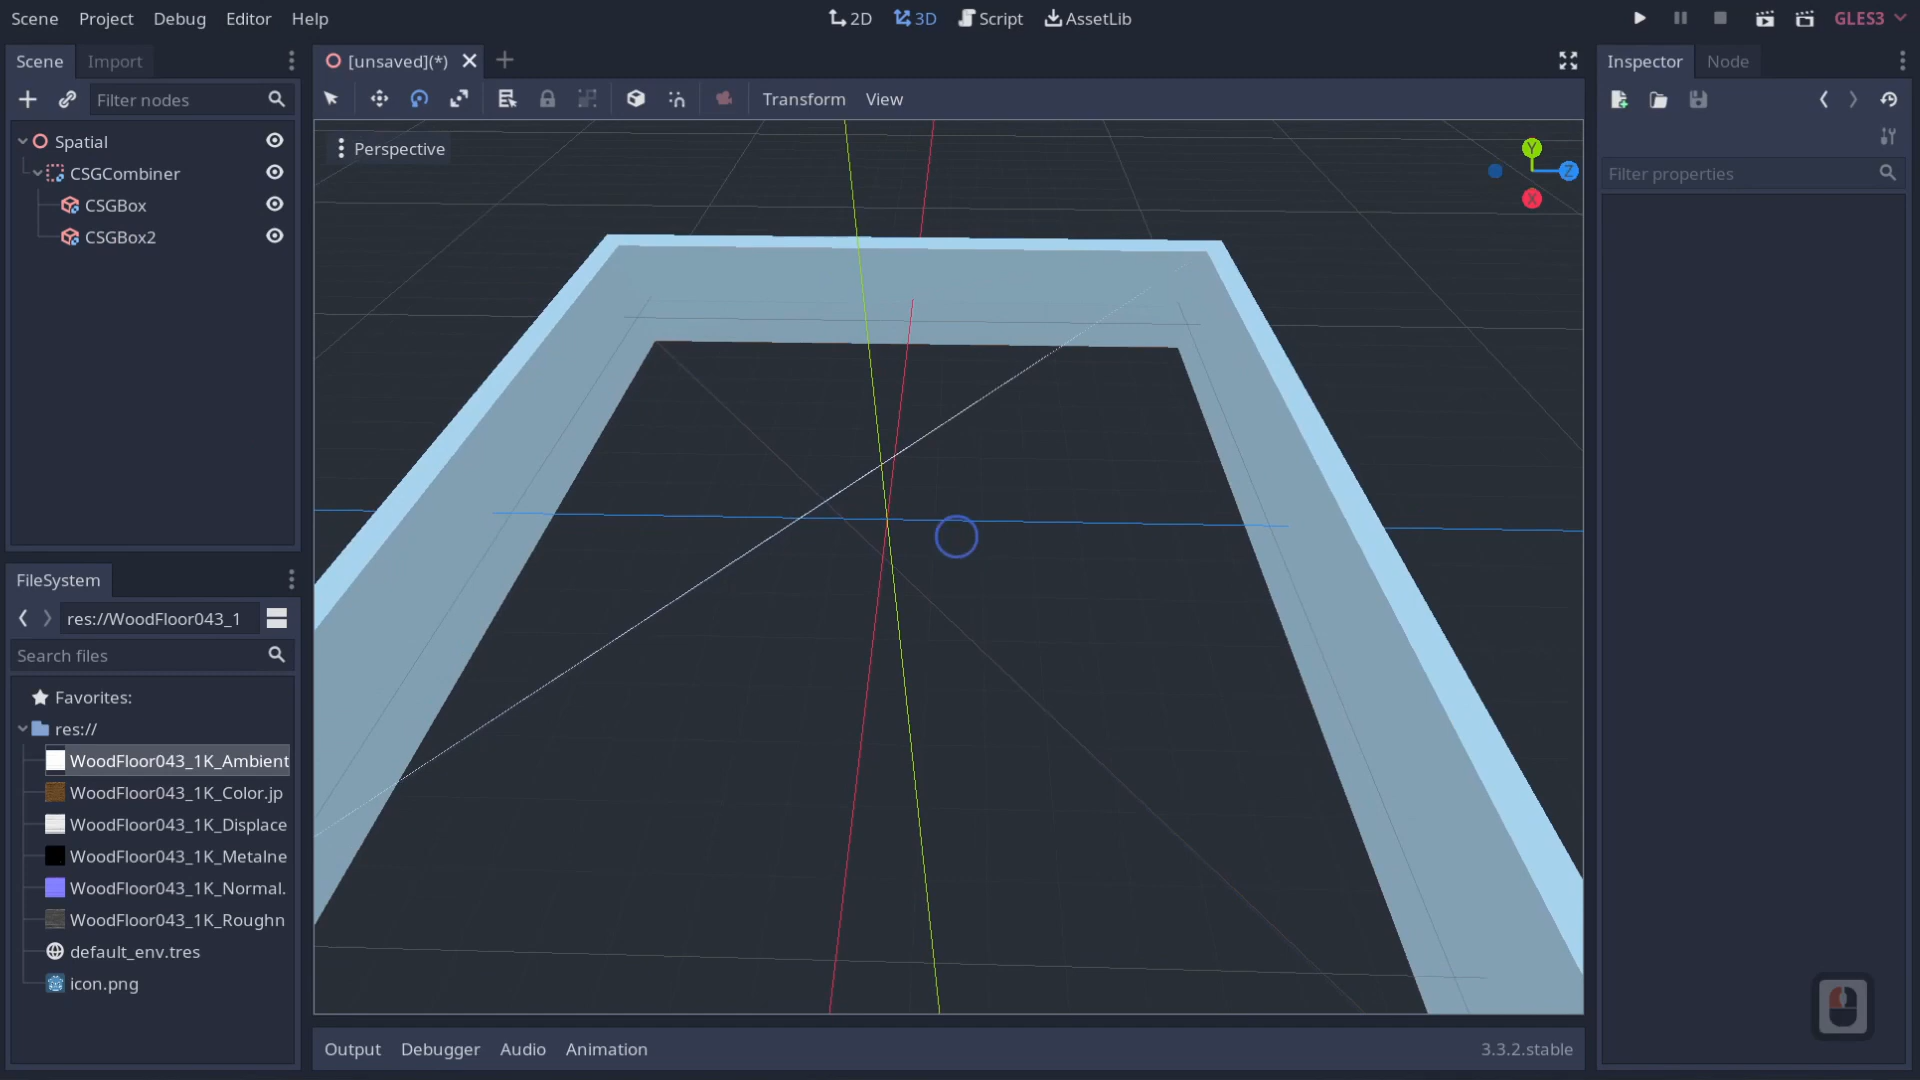 Scene Project Debug Editor Help
2D 3D Script AssetLib
GLES3
Scene Import
[unsaved](*)
Inspector Node
Filter nodes
Transform View
Spatial
CSGCombiner
CSGBox
CSGBox2
Perspective
Y
Z
X
Filter properties
FileSystem
res://WoodFloor043_1
Search files
Favorites:
res://
WoodFloor043_1K_Ambient
WoodFloor043_1K_Color.jp
WoodFloor043_1K_Displace
WoodFloor043_1K_Metalne
WoodFloor043_1K_Normal.
WoodFloor043_1K_Roughn
default_env.tres
icon.png
Output Debugger Audio Animation
3.3.2.stable